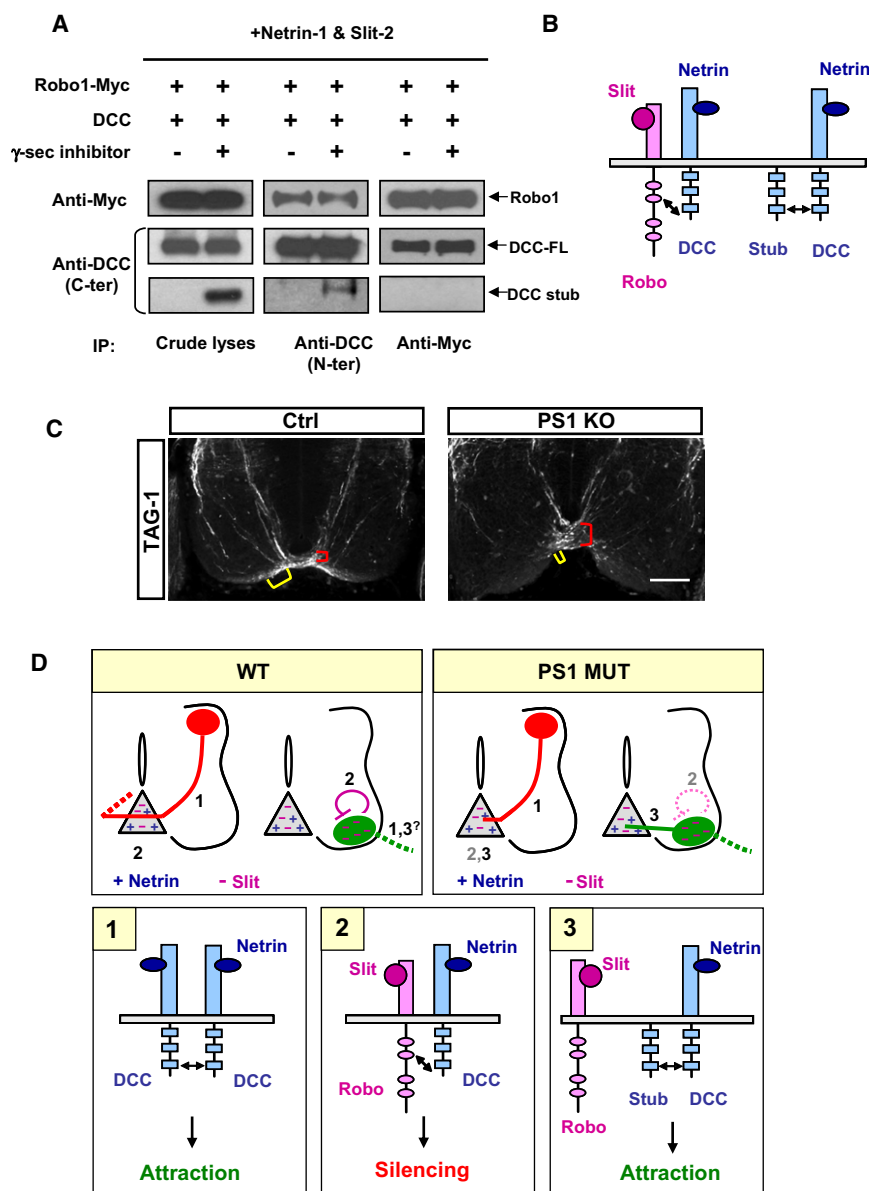 A
+Netrin-1 & Slit-2
Robo1-Myc + + + + + +
DCC + + + + + +
γ-sec inhibitor - + - + - +
Anti-Myc
Robo1
Anti-DCC
(C-ter)
DCC-FL
DCC stub
IP:
Crude lyses
Anti-DCC
(N-ter)
Anti-Myc
B
Slit
Netrin
Netrin
Robo
DCC
Stub
DCC
C
Ctrl
PS1 KO
TAG-1
D
WT
PS1 MUT
1
2
2
1,3?
+ Netrin
- Slit
1
2,3
2
3
+ Netrin
- Slit
1
Netrin
DCC
DCC
Attraction
2
Slit
Netrin
Robo
DCC
Silencing
3
Slit
Netrin
Robo
Stub
DCC
Attraction